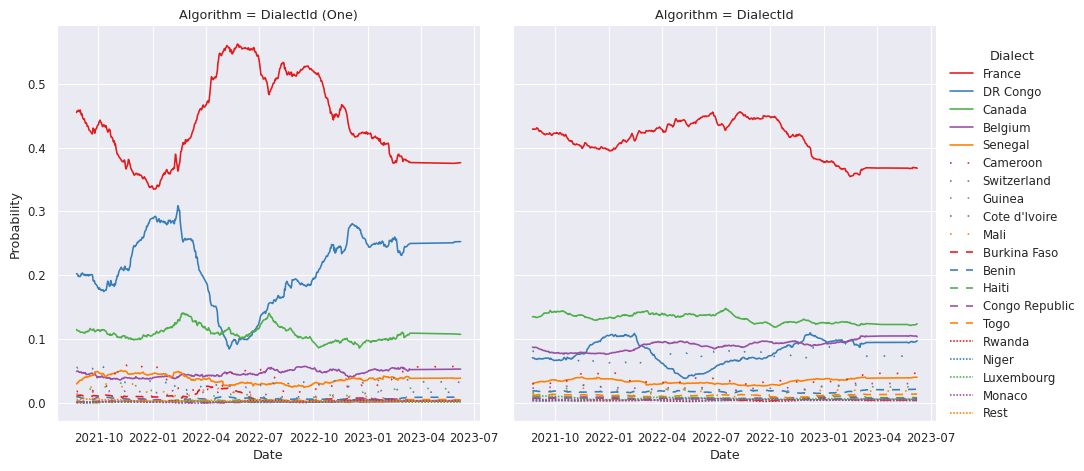 Algorithm = DialectId (One)
Algorithm = DialectId
Probability
0.5
0.4
0.3
0.2
0.1
0.0
2021-10 2022-01 2022-04 2022-07 2022-10 2023-01 2023-04 2023-07
Date
2021-10 2022-01 2022-04 2022-07 2022-10 2023-01 2023-04 2023-07
Date
Dialect
France
DR Congo
Canada
Belgium
Senegal
Cameroon
Switzerland
Guinea
Cote d'Ivoire
Mali
Burkina Faso
Benin
Haiti
Congo Republic
Togo
Rwanda
Niger
Luxembourg
Monaco
Rest